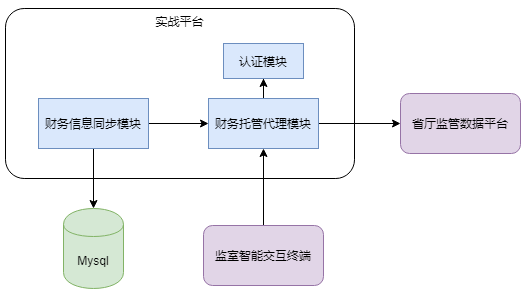 实战平台
认证模块
财务信息同步模块
财务托管代理模块
省厅监管数据平台
监室智能交互终端
Mysql